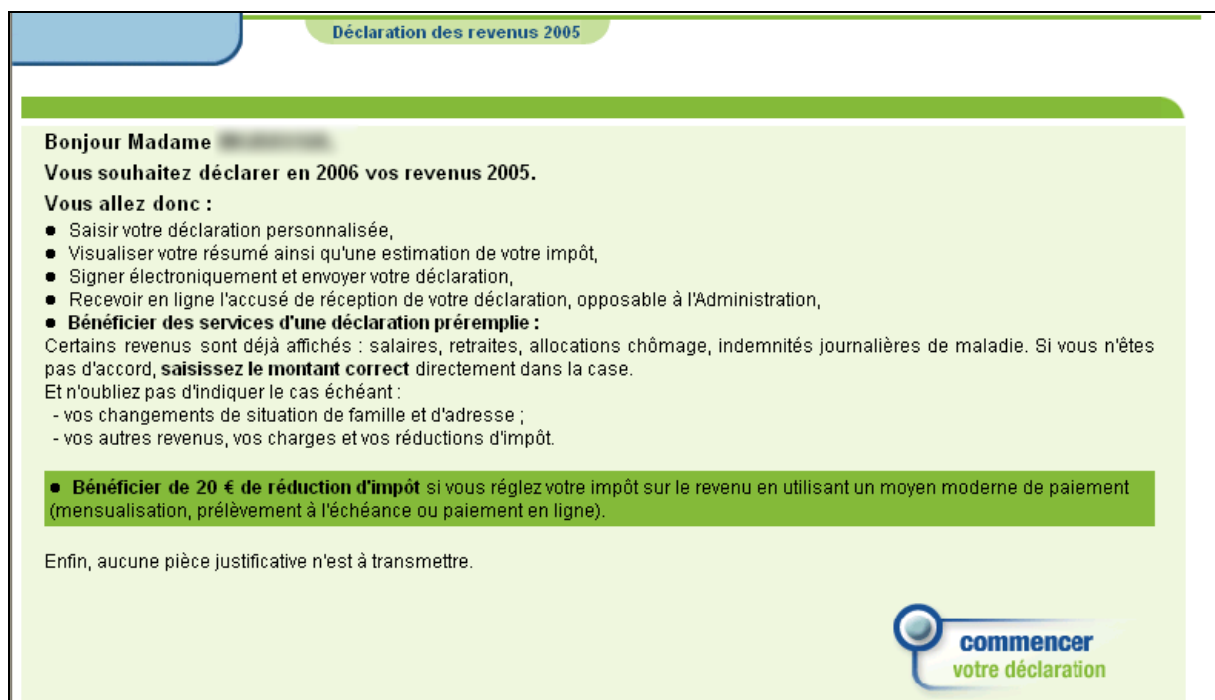 Déclaration des revenus 2005
Bonjour Madame
Vous souhaitez déclarer en 2006 vos revenus 2005.
Vous allez donc :
● Saisir votre déclaration personnalisée,
● Visualiser votre résumé ainsi qu'une estimation de votre impôt,
● Signer électroniquement et envoyer votre déclaration,
● Recevoir en ligne l'accusé de réception de votre déclaration, opposable à l'Administration,
● Bénéficier des services d'une déclaration préremplie :
Certains revenus sont déjà affichés : salaires, retraites, allocations chômage, indemnités journalières de maladie. Si vous n'êtes
pas d'accord, saisissez le montant correct directement dans la case.
Et n'oubliez pas d'indiquer le cas échéant :
- vos changements de situation de famille et d'adresse ;
- vos autres revenus, vos charges et vos réductions d'impôt.
● Bénéficier de 20 € de réduction d'impôt si vous réglez votre impôt sur le revenu en utilisant un moyen moderne de paiement
(mensualisation, prélèvement à l'échéance ou paiement en ligne).
Enfin, aucune pièce justificative n'est à transmettre.
commencer
votre déclaration